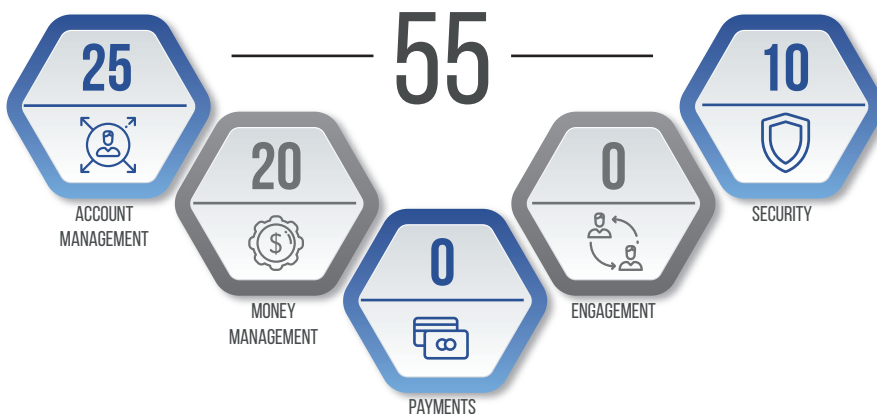 55
25
ACCOUNT
MANAGEMENT
20
$
MONEY
MANAGEMENT
0
PAYMENTS
0
ENGAGEMENT
10
SECURITY